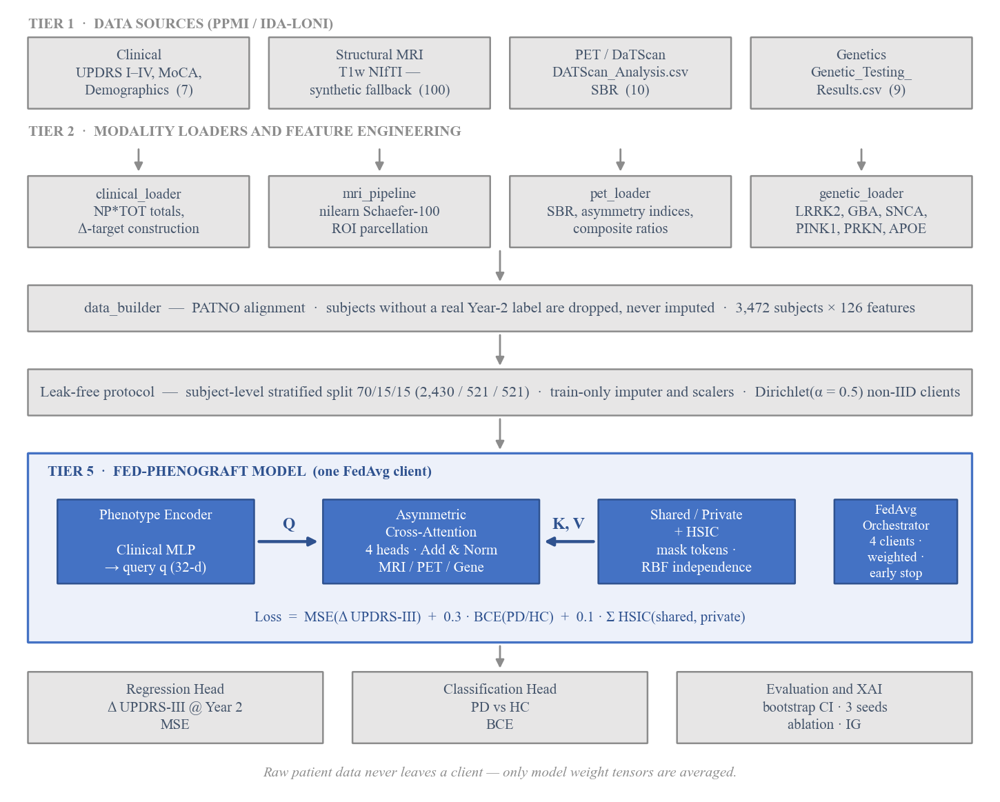 TIER 1 · DATA SOURCES (PPMI / IDA-LONI)
Clinical
UPDRS I–IV, MoCA,
Demographics (7)
Structural MRI
T1w NIfTI —
synthetic fallback (100)
PET / DaTScan
DATScan_Analysis.csv
SBR (10)
Genetics
Genetic_Testing_
Results.csv (9)
TIER 2 · MODALITY LOADERS AND FEATURE ENGINEERING
clinical_loader
NP*TOT totals,
Δ-target construction
mri_pipeline
nilearn Schaefer-100
ROI parcellation
pet_loader
SBR, asymmetry indices,
composite ratios
genetic_loader
LRRK2, GBA, SNCA,
PINK1, PRKN, APOE
data_builder — PATNO alignment · subjects without a real Year-2 label are dropped, never imputed · 3,472 subjects × 126 features
Leak-free protocol — subject-level stratified split 70/15/15 (2,430 / 521 / 521) · train-only imputer and scalers · Dirichlet(α = 0.5) non-IID clients
TIER 5 · FED-PHENOGRAFT MODEL (one FedAvg client)
Phenotype Encoder
Clinical MLP
→ query q (32-d)
Q
Asymmetric
Cross-Attention
4 heads · Add & Norm
MRI / PET / Gene
K, V
Shared / Private
+ HSIC
mask tokens ·
RBF independence
FedAvg
Orchestrator
4 clients ·
weighted ·
early stop
Loss = MSE(Δ UPDRS-III) + 0.3 · BCE(PD/HC) + 0.1 · Σ HSIC(shared, private)
Regression Head
Δ UPDRS-III @ Year 2
MSE
Classification Head
PD vs HC
BCE
Evaluation and XAI
bootstrap CI · 3 seeds
ablation · IG
Raw patient data never leaves a client — only model weight tensors are averaged.